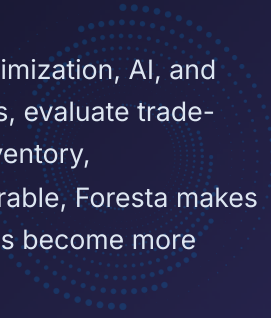 imization, AI, and
s, evaluate trade-
ventory,
rable, Foresta makes
s become more